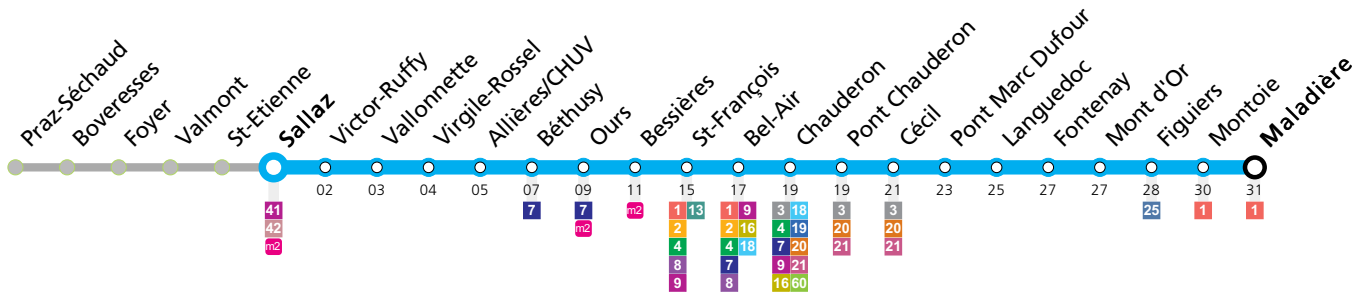 Praz-Séchaud
Boveresses
Foyer
Valmont
St-Etienne
Sallaz
Victor-Ruffy
Vallonnette
Virgile-Rossel
Allières/CHUV
Béthusy
Ours
Bessières
St-François
Bel-Air
Chauderon
Pont Chauderon
Cécil
Pont Marc Dufour
Languedoc
Fontenay
Mont d'Or
Figuiers
Montoie
Maladière
02 03 04 05 07 09 11 15 17 19 19 21 23 25 27 27 28 30 31
41 7 7 m2 1 13 1 9 3 18 3 3 25 1 1
42 m2 2 2 16 4 19 20 20
m2 4 4 18 7 20 21 21
8 7 9 21
9 8 16 60